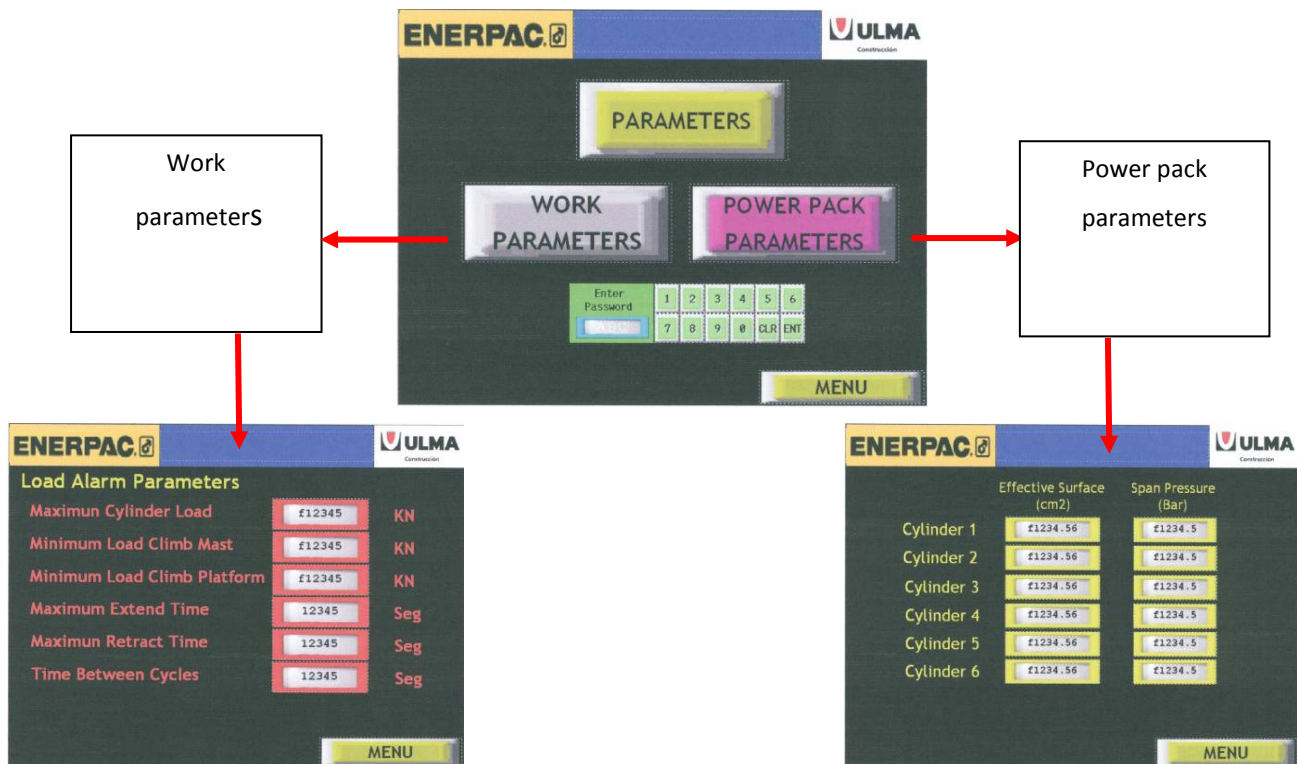 ENERPAC.
ULMA
Construcción
PARAMETERS
WORK
PARAMETERS
POWER PACK
PARAMETERS
Enter
Password
ABC
1 2 3 4 5 6
7 8 9 0 CLR ENT
MENU
Work
parameters
Power pack
parameters
ENERPAC.
ULMA
Construcción
Load Alarm Parameters
Maximun Cylinder Load f12345 KN
Minimum Load Climb Mast f12345 KN
Minimum Load Climb Platform f12345 KN
Maximum Extend Time 12345 Seg
Maximun Retract Time 12345 Seg
Time Between Cycles 12345 Seg
MENU
ENERPAC.
ULMA
Construcción
Effective Surface Span Pressure
(cm2) (Bar)
Cylinder 1 f1234.56 f1234.5
Cylinder 2 f1234.56 f1234.5
Cylinder 3 f1234.56 f1234.5
Cylinder 4 f1234.56 f1234.5
Cylinder 5 f1234.56 f1234.5
Cylinder 6 f1234.56 f1234.5
MENU